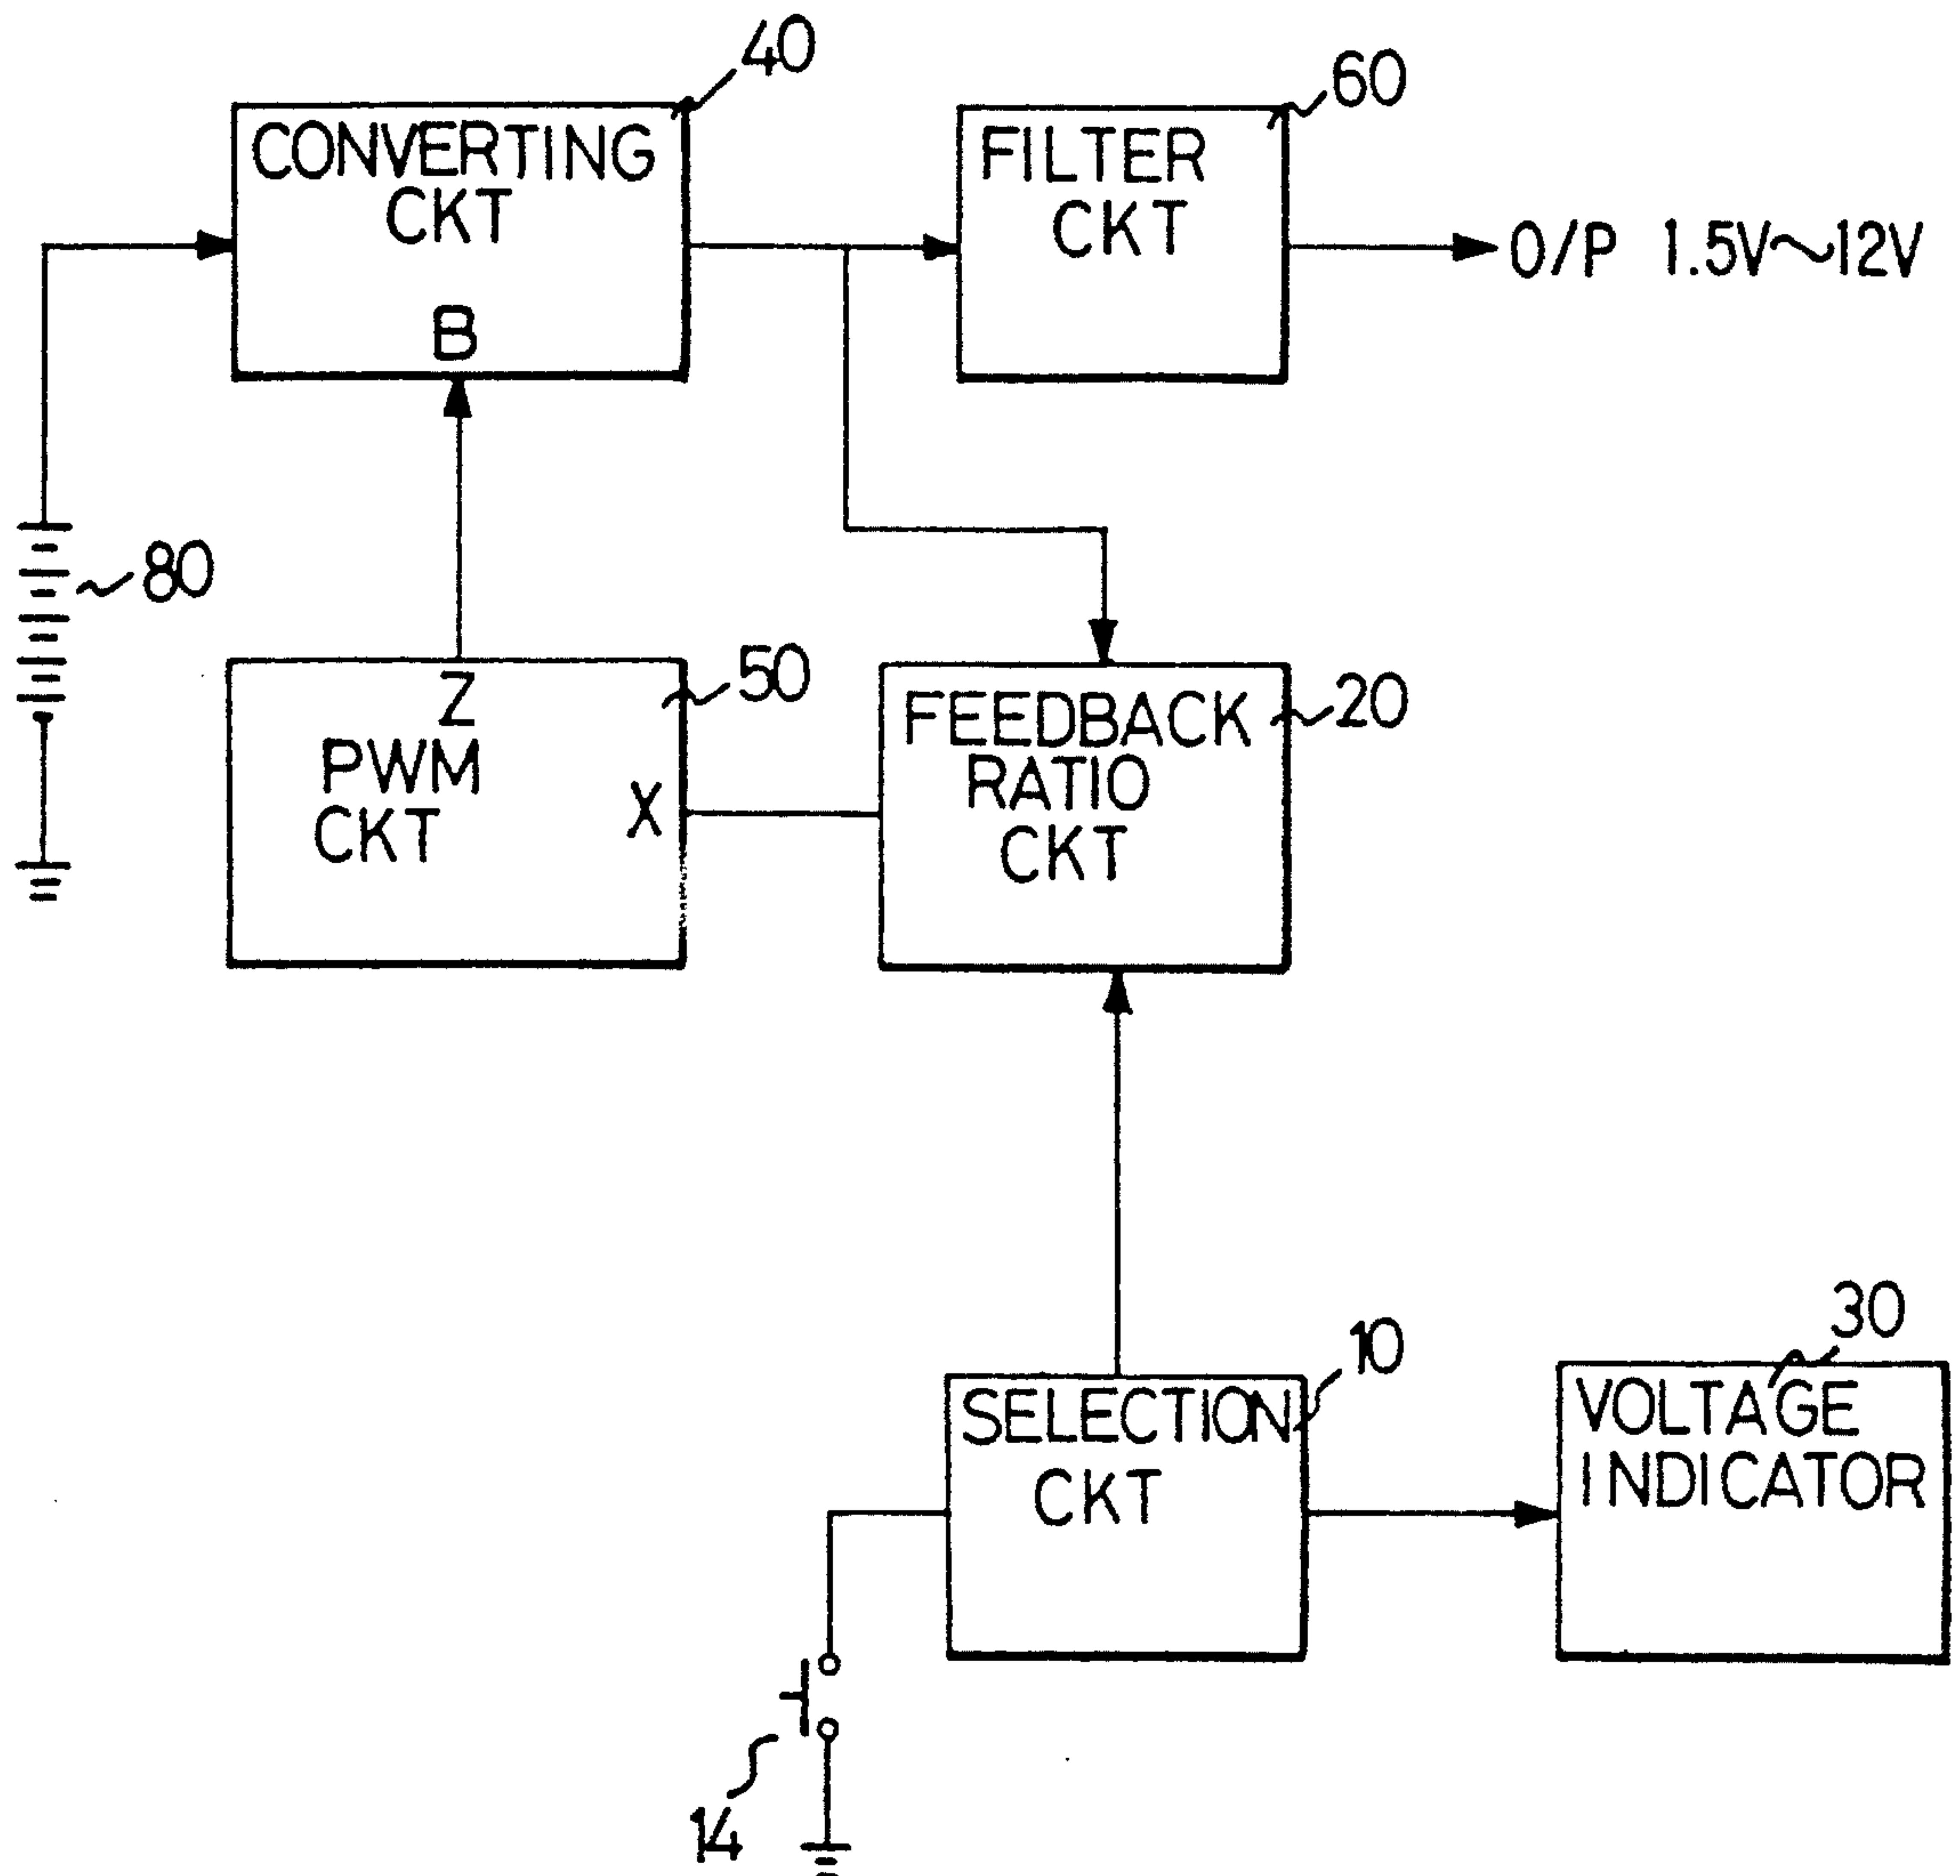 40
CONVERTING
CKT
B
60
FILTER
CKT
O/P 1.5V~12V
80
50
Z
PWM
CKT
X
20
FEEDBACK
RATIO
CKT
10
SELECTION
CKT
30
VOLTAGE
INDICATOR
14